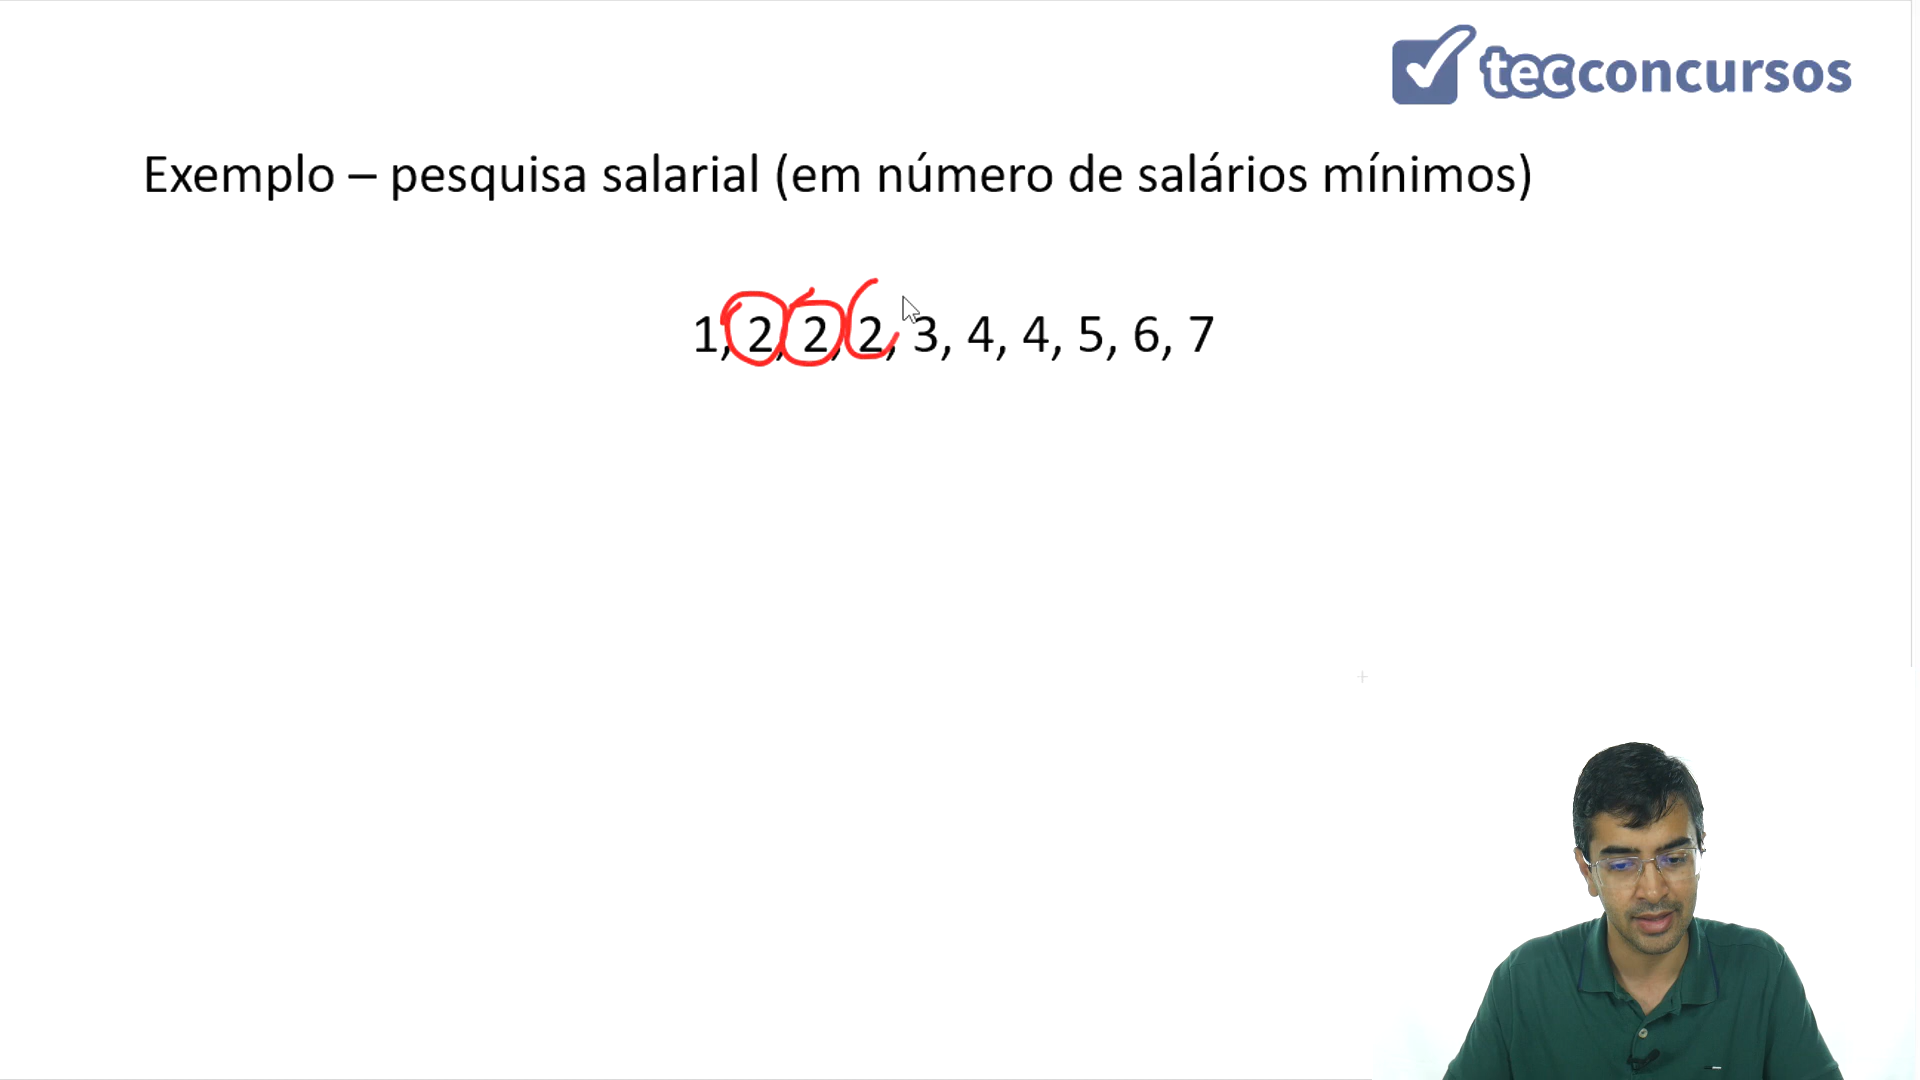 tecconcursos
Exemplo – pesquisa salarial (em número de salários mínimos)
1, 2, 2, 2, 3, 4, 4, 5, 6, 7